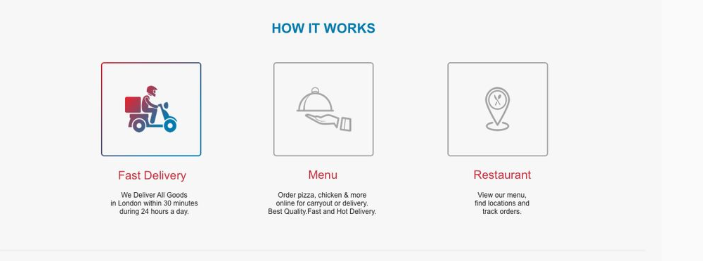 HOW IT WORKS
Fast Delivery
We Deliver All Goods
in London within 30 minutes
during 24 hours a day.
Menu
Order pizza, chicken & more
online for carryout or delivery.
Best Quality.Fast and Hot Delivery.
Restaurant
View our menu,
find locations and
track orders.